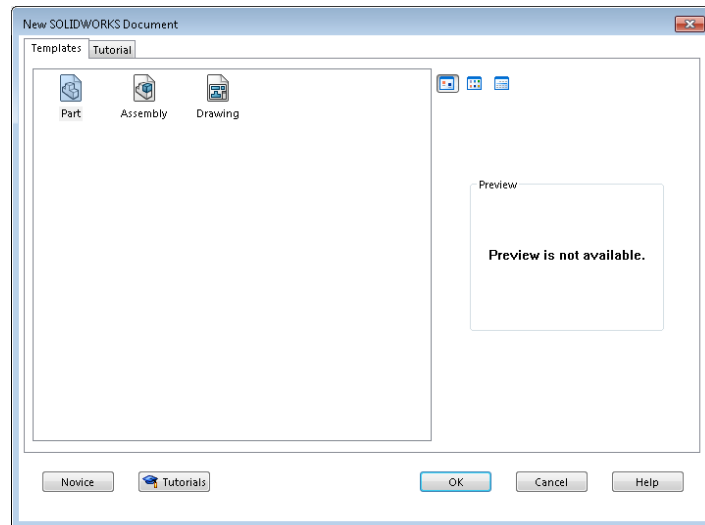 New SOLIDWORKS Document
Templates Tutorial
Part Assembly Drawing
Preview
Preview is not available.
Novice Tutorials OK Cancel Help